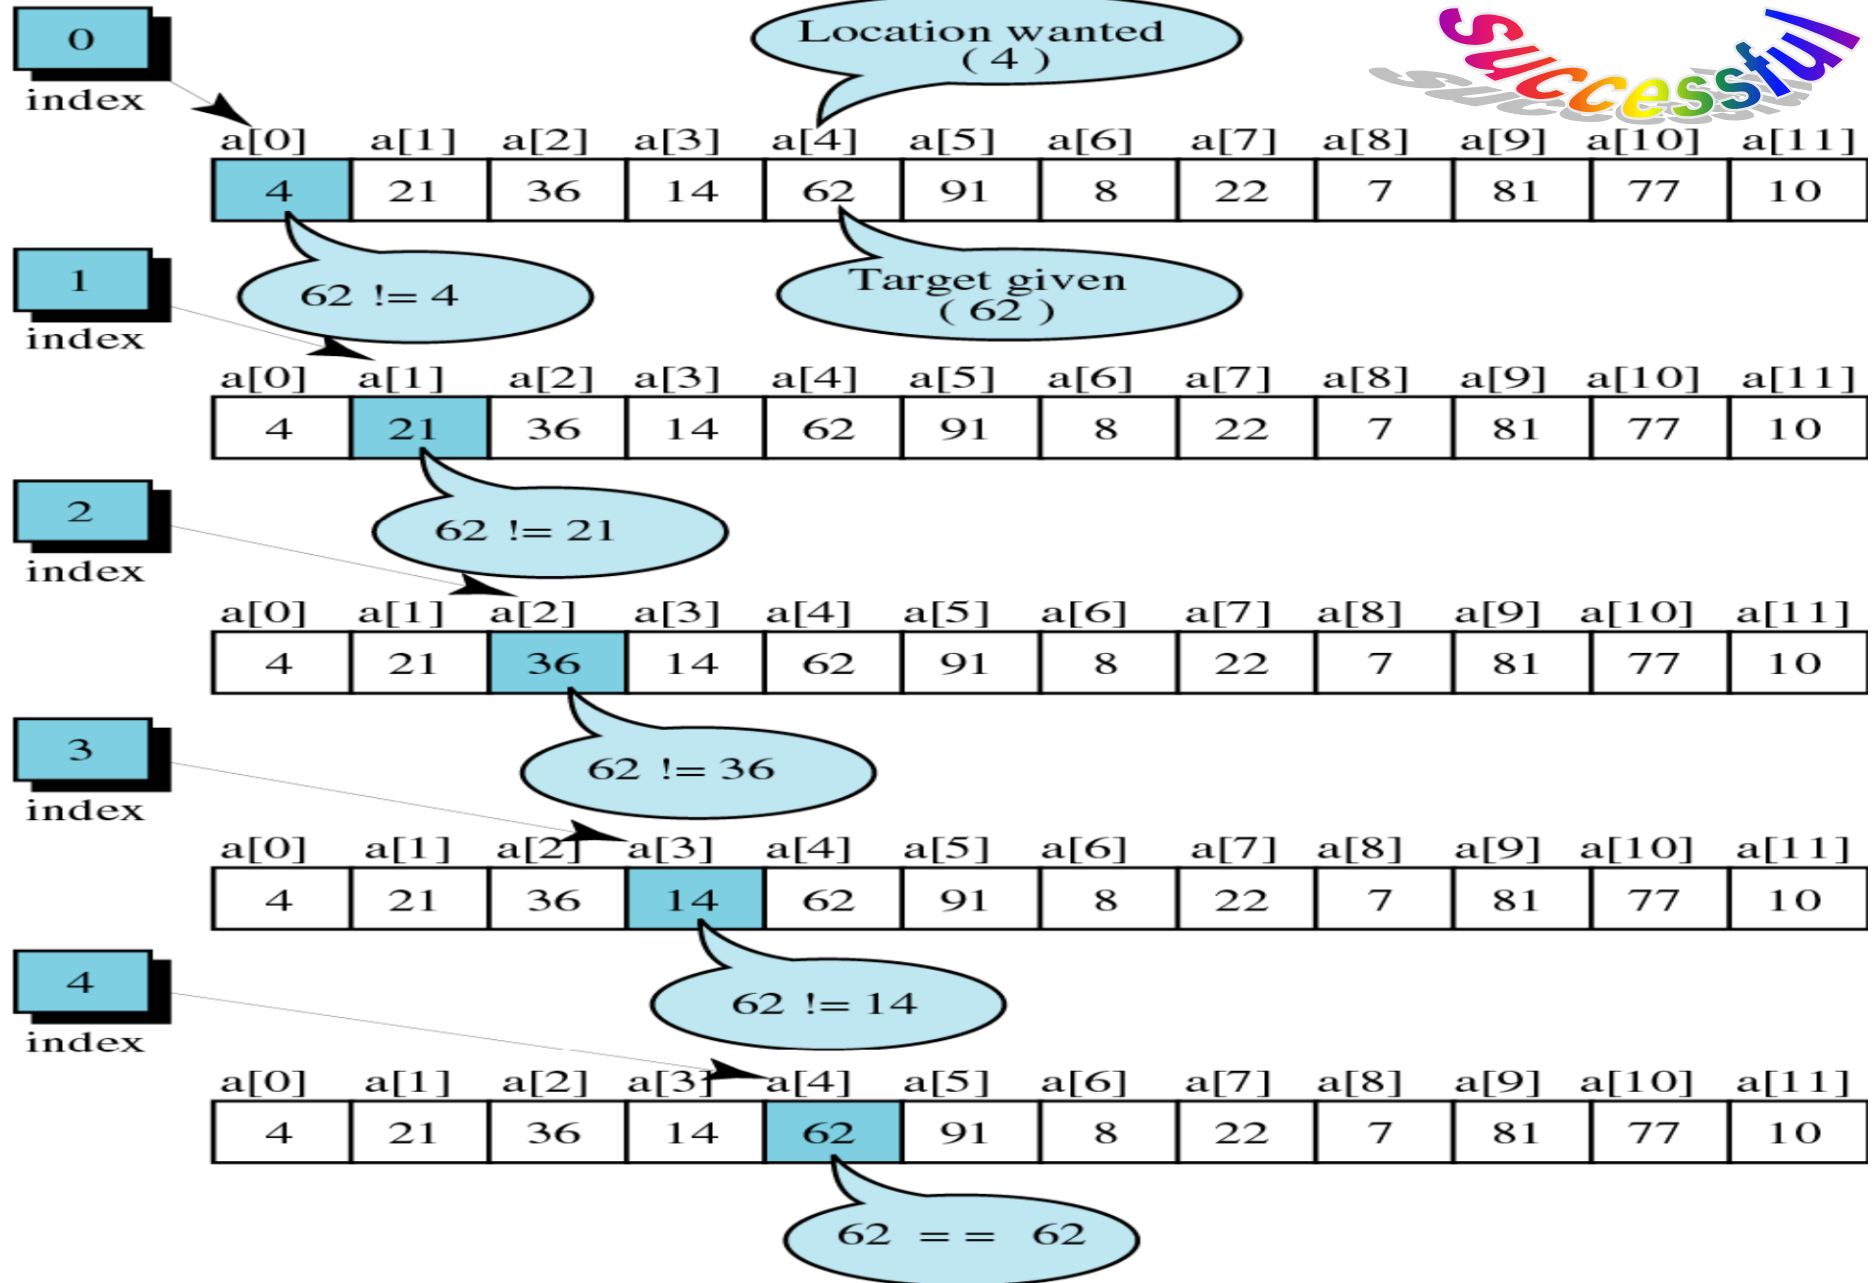 0
index
Location wanted
( 4 )
Successful
a[0] a[1] a[2] a[3] a[4] a[5] a[6] a[7] a[8] a[9] a[10] a[11]
4 21 36 14 62 91 8 22 7 81 77 10
62 != 4
Target given
( 62 )
1
index
a[0] a[1] a[2] a[3] a[4] a[5] a[6] a[7] a[8] a[9] a[10] a[11]
4 21 36 14 62 91 8 22 7 81 77 10
62 != 21
2
index
a[0] a[1] a[2] a[3] a[4] a[5] a[6] a[7] a[8] a[9] a[10] a[11]
4 21 36 14 62 91 8 22 7 81 77 10
62 != 36
3
index
a[0] a[1] a[2] a[3] a[4] a[5] a[6] a[7] a[8] a[9] a[10] a[11]
4 21 36 14 62 91 8 22 7 81 77 10
62 != 14
4
index
a[0] a[1] a[2] a[3] a[4] a[5] a[6] a[7] a[8] a[9] a[10] a[11]
4 21 36 14 62 91 8 22 7 81 77 10
62 = = 62